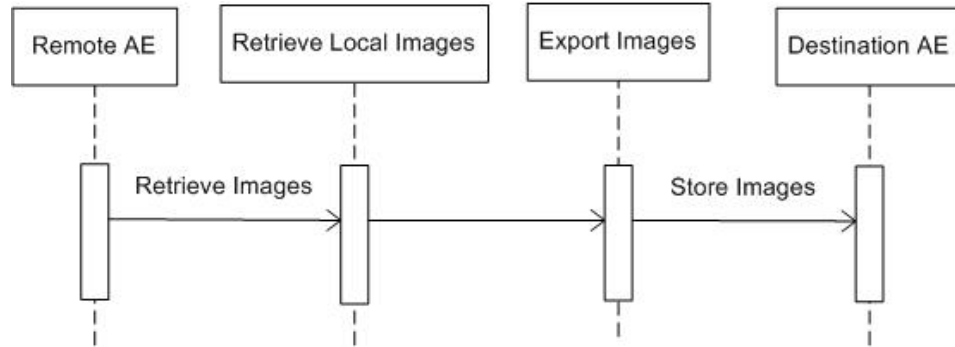 Remote AE
Retrieve Local Images
Export Images
Destination AE
Retrieve Images
Store Images